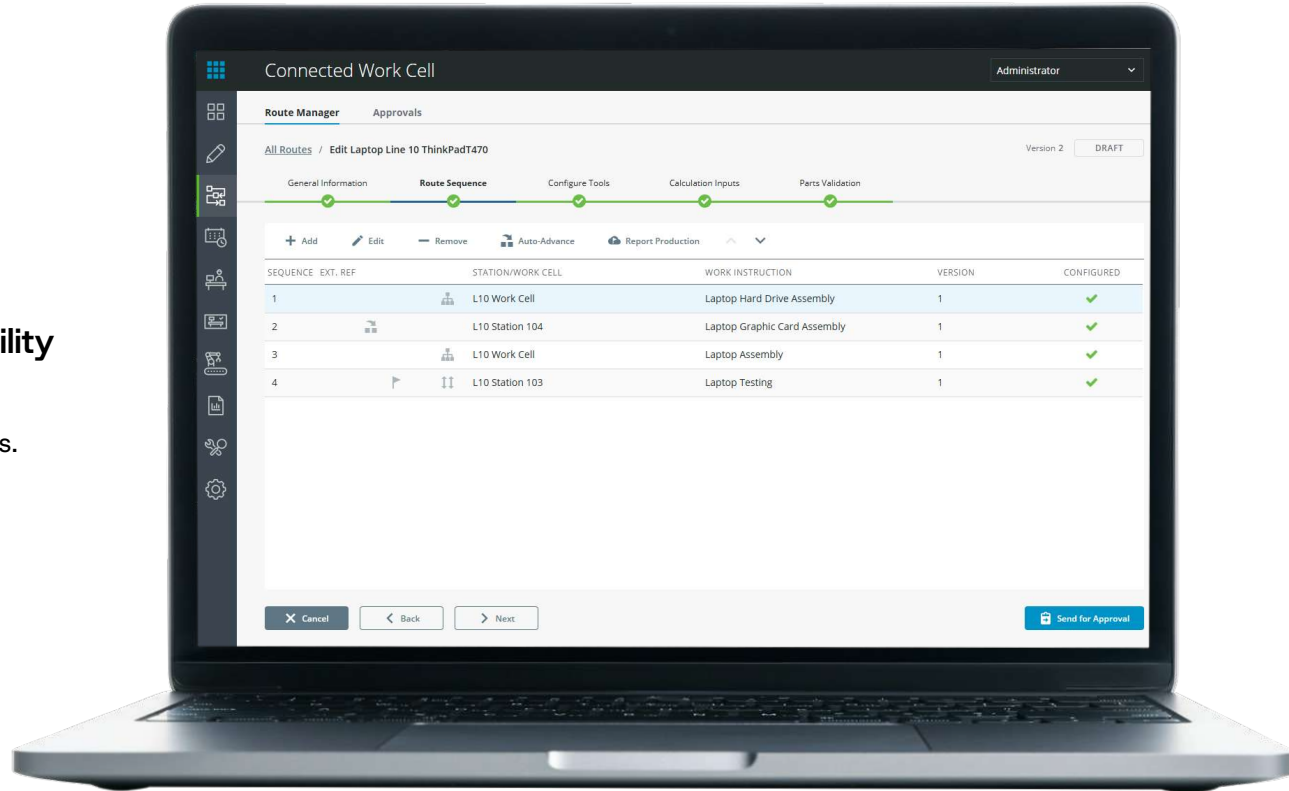 ility
s.
Connected Work Cell
Administrator
Route Manager Approvals
All Routes / Edit Laptop Line 10 ThinkPadT470
Version 2 DRAFT
General Information Route Sequence Configure Tools Calculation Inputs Parts Validation
Add Edit Remove Auto-Advance Report Production
SEQUENCE EXT. REF STATION/WORK CELL WORK INSTRUCTION VERSION CONFIGURED
1 L10 Work Cell Laptop Hard Drive Assembly 1
2 L10 Station 104 Laptop Graphic Card Assembly 1
3 L10 Work Cell Laptop Assembly 1
4 L10 Station 103 Laptop Testing 1
Cancel Back Next Send for Approval